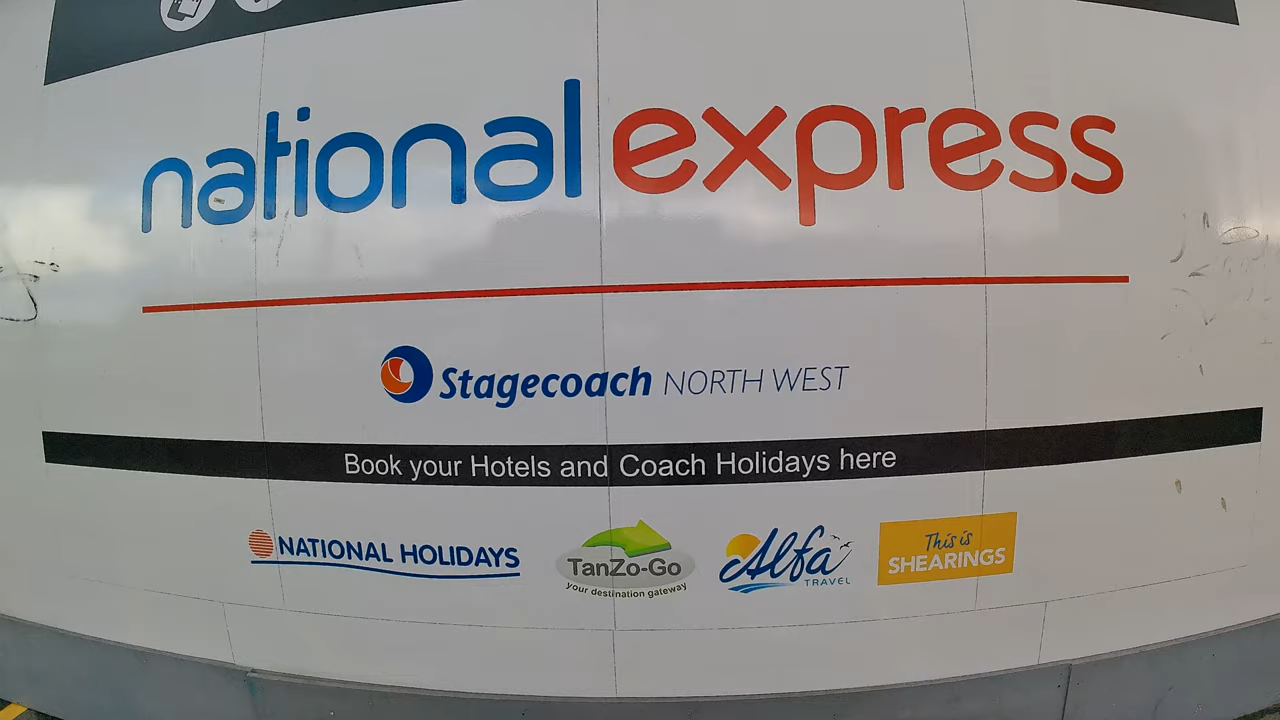 national express
Stagecoach NORTH WEST
Book your Hotels and Coach Holidays here
NATIONAL HOLIDAYS
TanZo-Go
your destination gateway
Alfa
TRAVEL
This is
SHEARINGS